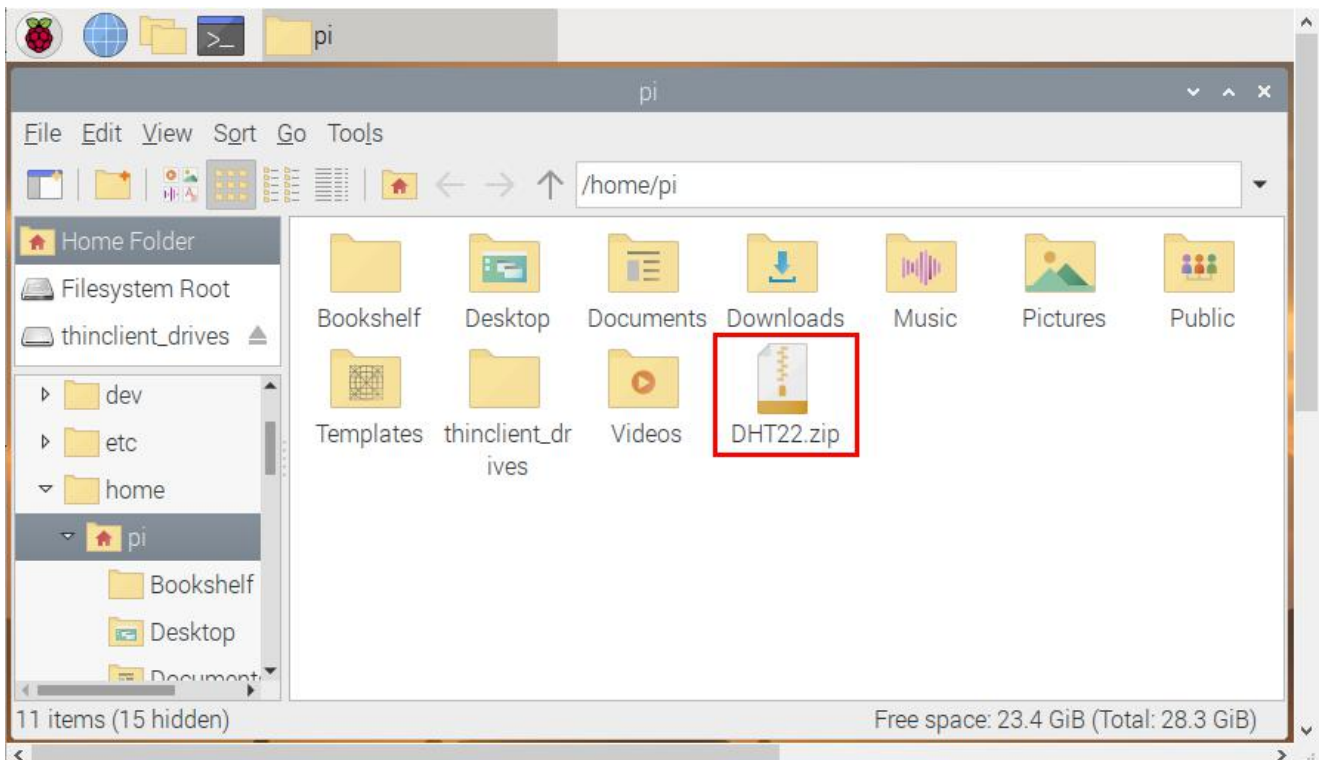 pi
pi
File Edit View Sort Go Tools
/home/pi
Home Folder
Filesystem Root
thinclient_drives
dev
etc
home
pi
Bookshelf
Desktop
Bookshelf Desktop Documents Downloads Music Pictures Public
Templates thinclient_dr
ives Videos DHT22.zip
11 items (15 hidden)
Free space: 23.4 GiB (Total: 28.3 GiB)